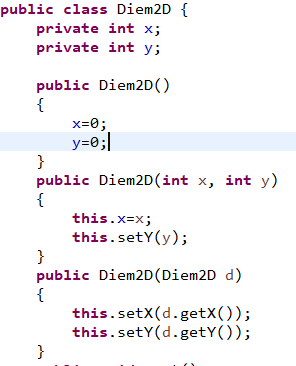 public class Diem2D {
    private int x;
    private int y;

    public Diem2D()
    {
        x=0;
        y=0;
    }
    public Diem2D(int x, int y)
    {
        this.x=x;
        this.setY(y);
    }
    public Diem2D(Diem2D d)
    {
        this.setX(d.getX());
        this.setY(d.getY());
    }